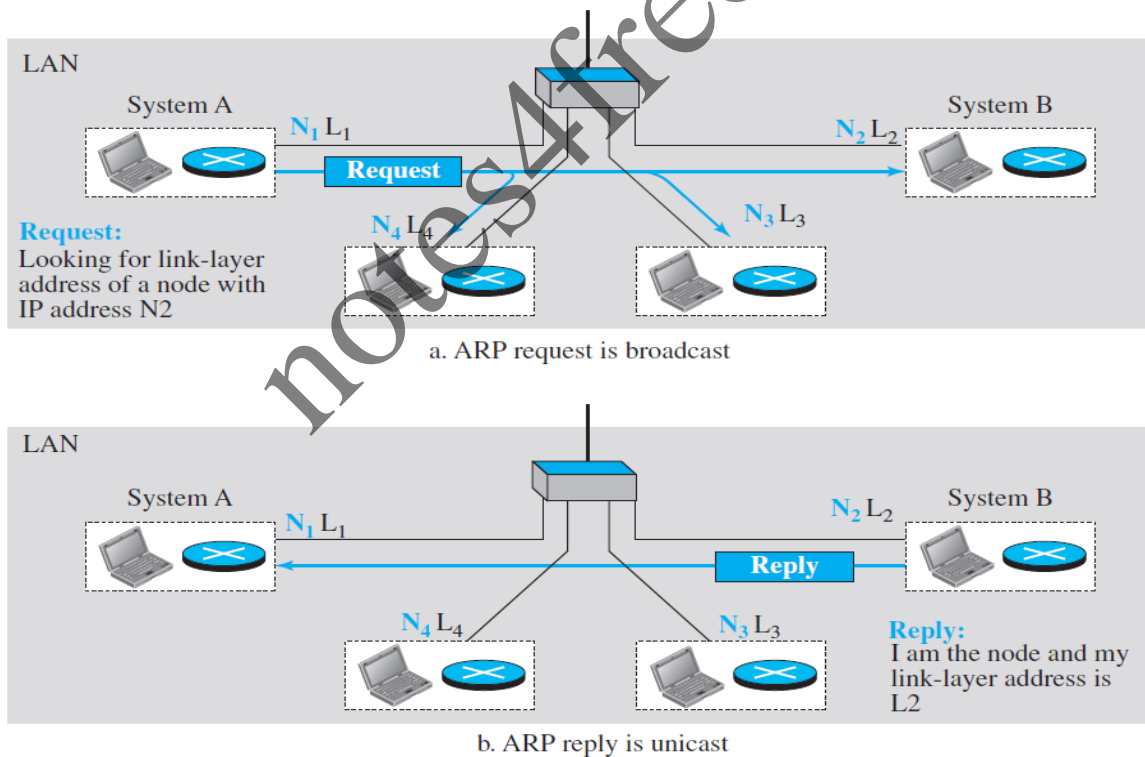 LAN
System A
System B
N₁ L₁
N₂ L₂
Request
N₄ L₄
N₃ L₃
Request:
Looking for link-layer
address of a node with
IP address N2
a. ARP request is broadcast
LAN
System A
System B
N₁ L₁
N₂ L₂
Reply
N₄ L₄
N₃ L₃
Reply:
I am the node and my
link-layer address is
L2
b. ARP reply is unicast